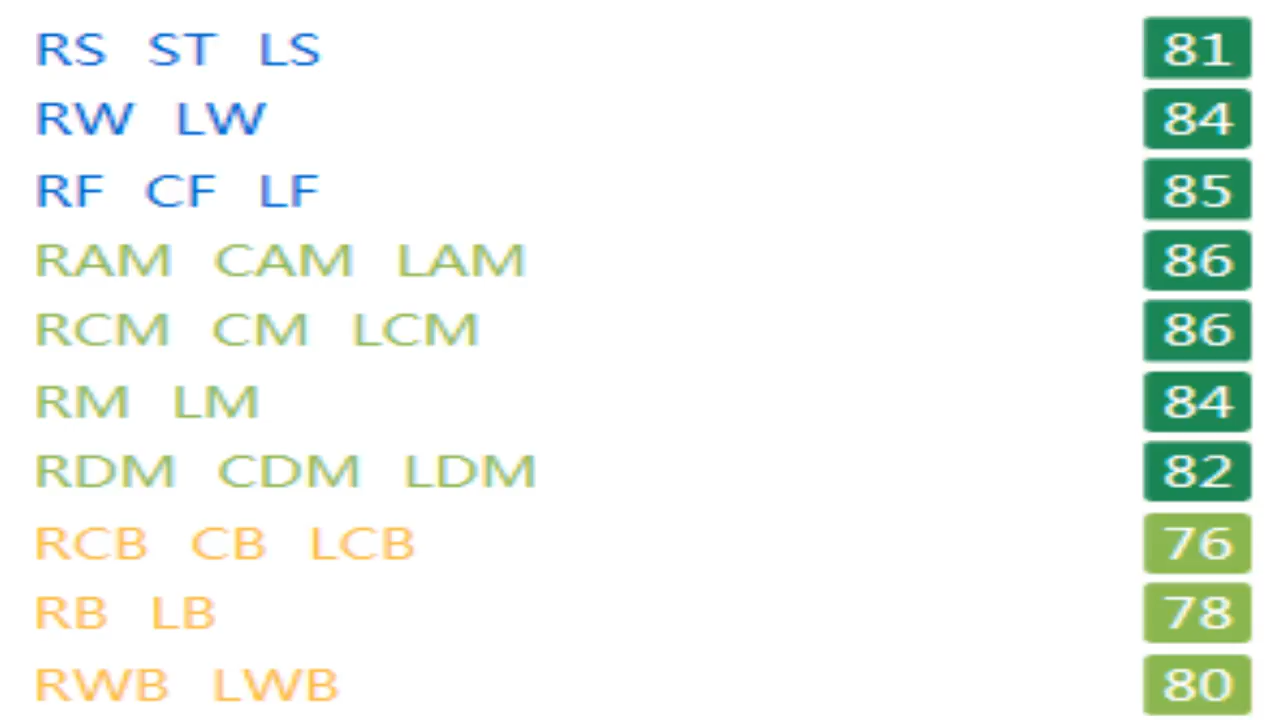 RS ST LS 81
RW LW 84
RF CF LF 85
RAM CAM LAM 86
RCM CM LCM 86
RM LM 84
RDM CDM LDM 82
RCB CB LCB 76
RB LB 78
RWB LWB 80